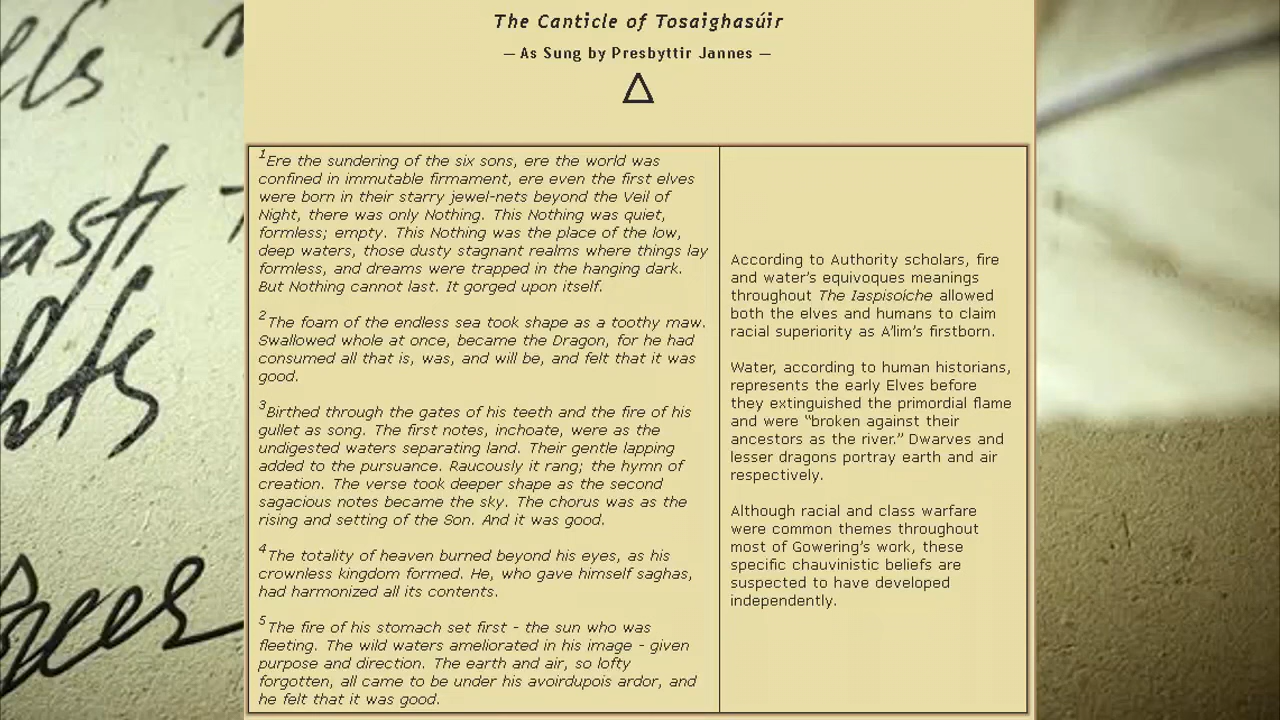 The Canticle of Tosaighasúir
— As Sung by Presbyttir Jannes —
Δ
1Ere the sundering of the six sons, ere the world was
confined in immutable firmament, ere even the first elves
were born in their starry jewel-nets beyond the Veil of
Night, there was only Nothing. This Nothing was quiet,
formless; empty. This Nothing was the place of the low,
deep waters, those dusty stagnant realms where things lay
formless, and dreams were trapped in the hanging dark.
But Nothing cannot last. It gorged upon itself.
2The foam of the endless sea took shape as a toothy maw.
Swallowed whole at once, became the Dragon, for he had
consumed all that is, was, and will be, and felt that it was
good.
3Birthed through the gates of his teeth and the fire of his
gullet as song. The first notes, inchoate, were as the
undigested waters separating land. Their gentle lapping
added to the pursuance. Raucously it rang; the hymn of
creation. The verse took deeper shape as the second
sagacious notes became the sky. The chorus was as the
rising and setting of the Son. And it was good.
4The totality of heaven burned beyond his eyes, as his
crownless kingdom formed. He, who gave himself saghas,
had harmonized all its contents.
5The fire of his stomach set first - the sun who was
fleeting. The wild waters ameliorated in his image - given
purpose and direction. The earth and air, so lofty
forgotten, all came to be under his avoirdupois ardor, and
he felt that it was good.
According to Authority scholars, fire
and water's equivoques meanings
throughout The Iaspisoiche allowed
both the elves and humans to claim
racial superiority as A'lim's firstborn.
Water, according to human historians,
represents the early Elves before
they extinguished the primordial flame
and were “broken against their
ancestors as the river.” Dwarves and
lesser dragons portray earth and air
respectively.
Although racial and class warfare
were common themes throughout
most of Gowering's work, these
specific chauvinistic beliefs are
suspected to have developed
independently.